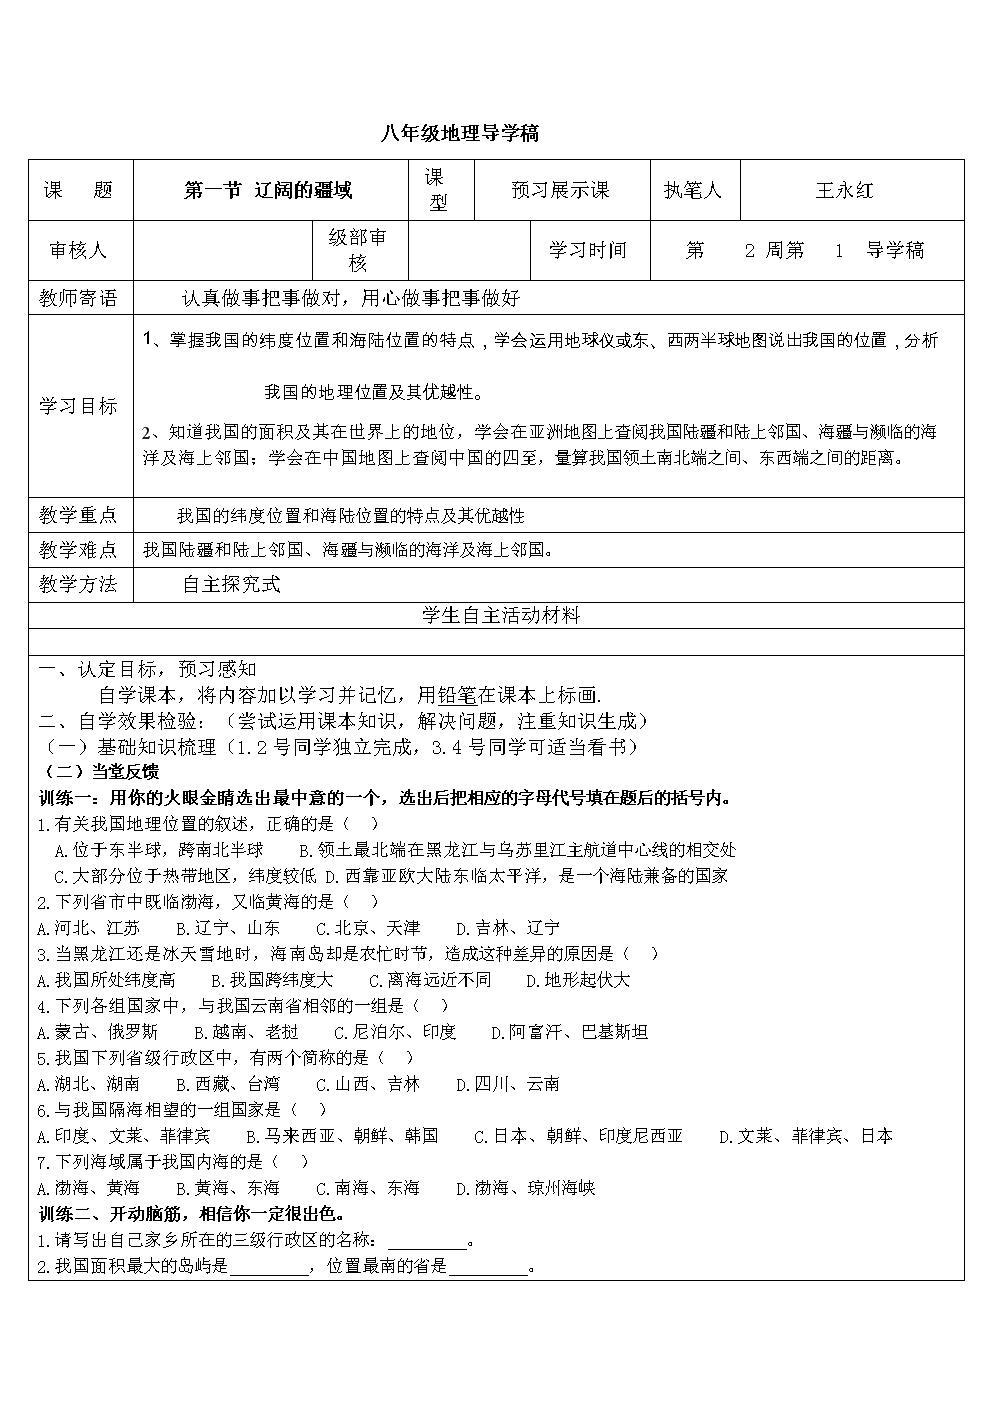 八年级地理导学稿
课 题 第一节 辽阔的疆域 课型 预习展示课 执笔人 王永红
审核人 级部审核 学习时间 第 2 周第 1 导学稿
教师寄语 认真做事把事做对，用心做事把事做好
学习目标 1、掌握我国的纬度位置和海陆位置的特点，学会运用地球仪或东、西两半球地图说出我国的位置，分析
我国的地理位置及其优越性。
2、知道我国的面积及其在世界上的地位，学会在亚洲地图上查阅我国陆疆和陆上邻国、海疆与濒临的海
洋及海上邻国；学会在中国地图上查阅中国的四至，量算我国领土南北端之间、东西端之间的距离。
教学重点 我国的纬度位置和海陆位置的特点及其优越性
教学难点 我国陆疆和陆上邻国、海疆与濒临的海洋及海上邻国。
教学方法 自主探究式
学生自主活动材料
一、认定目标，预习感知
自学课本，将内容加以学习并记忆，用铅笔在课本上标画.
二、自学效果检验：（尝试运用课本知识，解决问题，注重知识生成）
（一）基础知识梳理（1.2号同学独立完成，3.4号同学可适当看书）
（二）当堂反馈
训练一：用你的火眼金睛选出最中意的一个，选出后把相应的字母代号填在题后的括号内。
1.有关我国地理位置的叙述，正确的是（ ）
A.位于东半球，跨南北半球 B.领土最北端在黑龙江与乌苏里江主航道中心线的相交处
C.大部分位于热带地区，纬度较低 D.西靠亚欧大陆东临太平洋，是一个海陆兼备的国家
2.下列省市中既临渤海，又临黄海的是（ ）
A.河北、江苏 B.辽宁、山东 C.北京、天津 D.吉林、辽宁
3.当黑龙江还是冰天雪地时，海南岛却是农忙时节，造成这种差异的原因是（ ）
A.我国所处纬度高 B.我国跨纬度大 C.离海远近不同 D.地形起伏大
4.下列各组国家中，与我国云南省相邻的一组是（ ）
A.蒙古、俄罗斯 B.越南、老挝 C.尼泊尔、印度 D.阿富汗、巴基斯坦
5.我国下列省级行政区中，有两个简称的是（ ）
A.湖北、湖南 B.西藏、台湾 C.山西、吉林 D.四川、云南
6.与我国隔海相望的一组国家是（ ）
A.印度、文莱、菲律宾 B.马来西亚、朝鲜、韩国 C.日本、朝鲜、印度尼西亚 D.文莱、菲律宾、日本
7.下列海域属于我国内海的是（ ）
A.渤海、黄海 B.黄海、东海 C.南海、东海 D.渤海、琼州海峡
训练二、开动脑筋，相信你一定很出色。
1.请写出自己家乡所在的三级行政区的名称：_________。
2.我国面积最大的岛屿是_________，位置最南的省是_________。